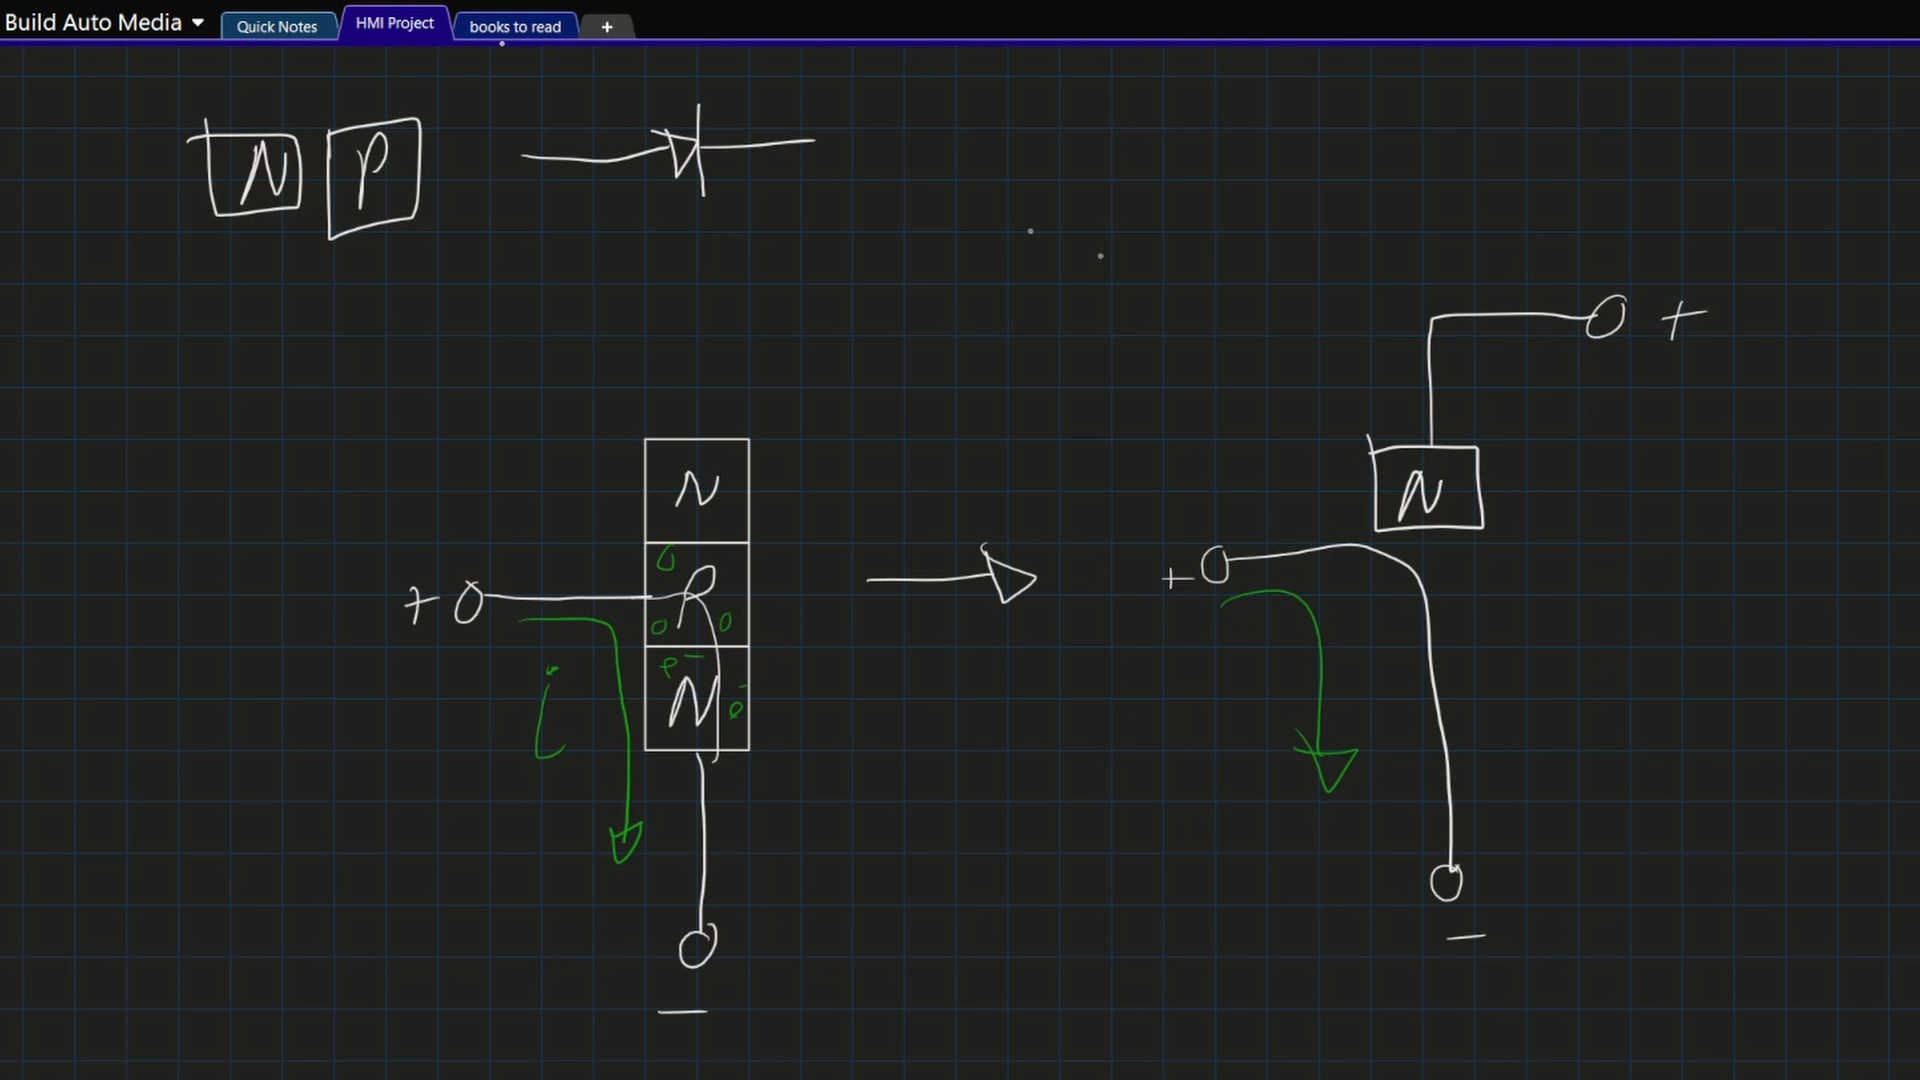 Build Auto Media
Quick Notes
HMI Project
books to read
+
N P
+
N
N
+
P
+
e-
N
e-
i
-
-